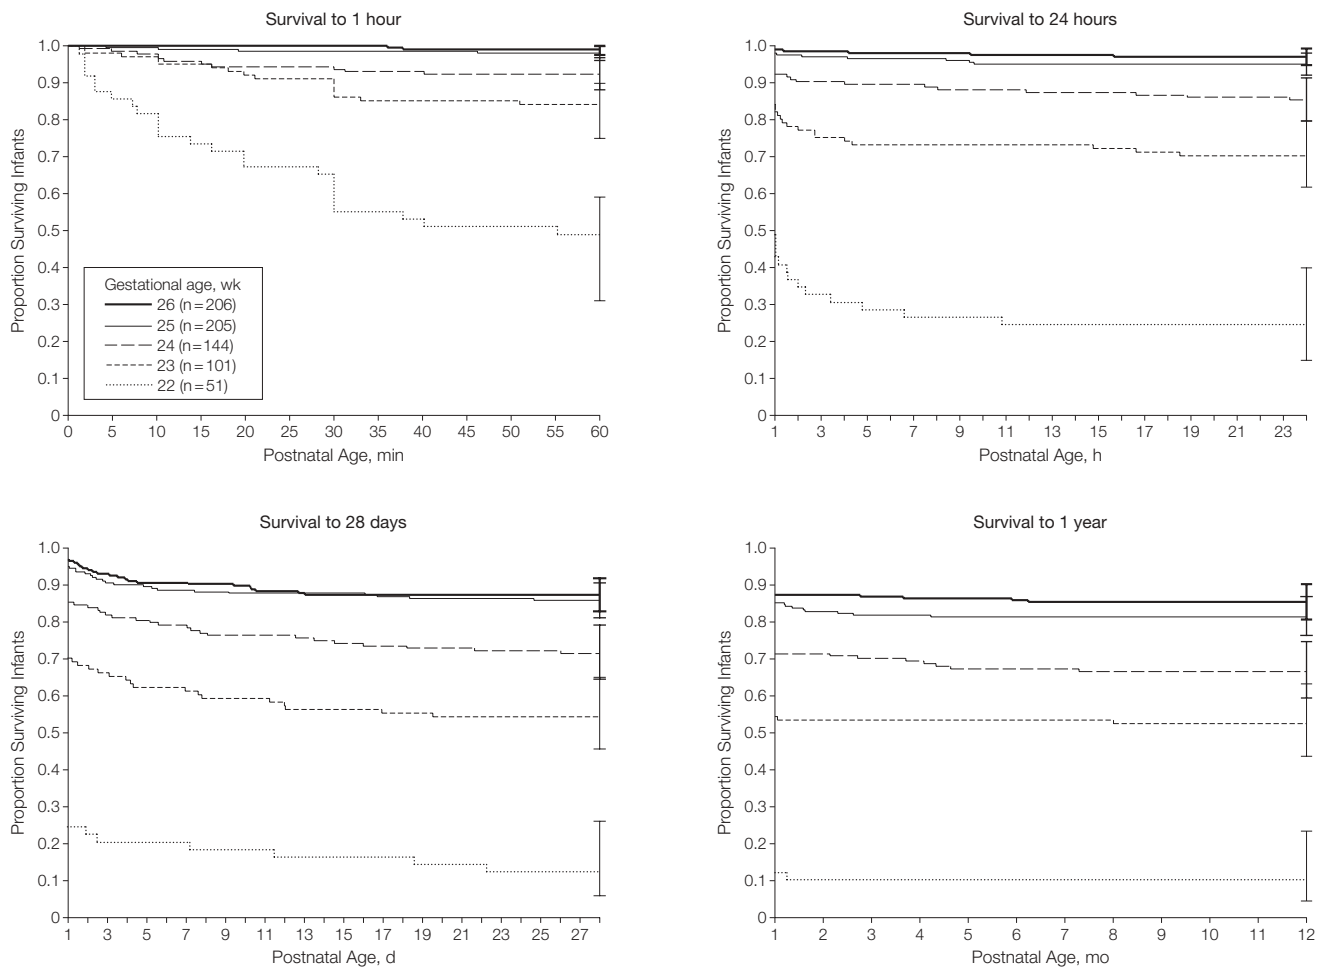 Survival to 1 hour
Proportion Surviving Infants
1.0
0.9
0.8
0.7
0.6
0.5
0.4
0.3
0.2
0.1
0
Gestational age, wk
26 (n=206)
25 (n=205)
24 (n=144)
23 (n=101)
22 (n=51)
0 5 10 15 20 25 30 35 40 45 50 55 60
Postnatal Age, min
Survival to 24 hours
Proportion Surviving Infants
1.0
0.9
0.8
0.7
0.6
0.5
0.4
0.3
0.2
0.1
0
1 3 5 7 9 11 13 15 17 19 21 23
Postnatal Age, h
Survival to 28 days
Proportion Surviving Infants
1.0
0.9
0.8
0.7
0.6
0.5
0.4
0.3
0.2
0.1
0
1 3 5 7 9 11 13 15 17 19 21 23 25 27
Postnatal Age, d
Survival to 1 year
Proportion Surviving Infants
1.0
0.9
0.8
0.7
0.6
0.5
0.4
0.3
0.2
0.1
0
1 2 3 4 5 6 7 8 9 10 11 12
Postnatal Age, mo